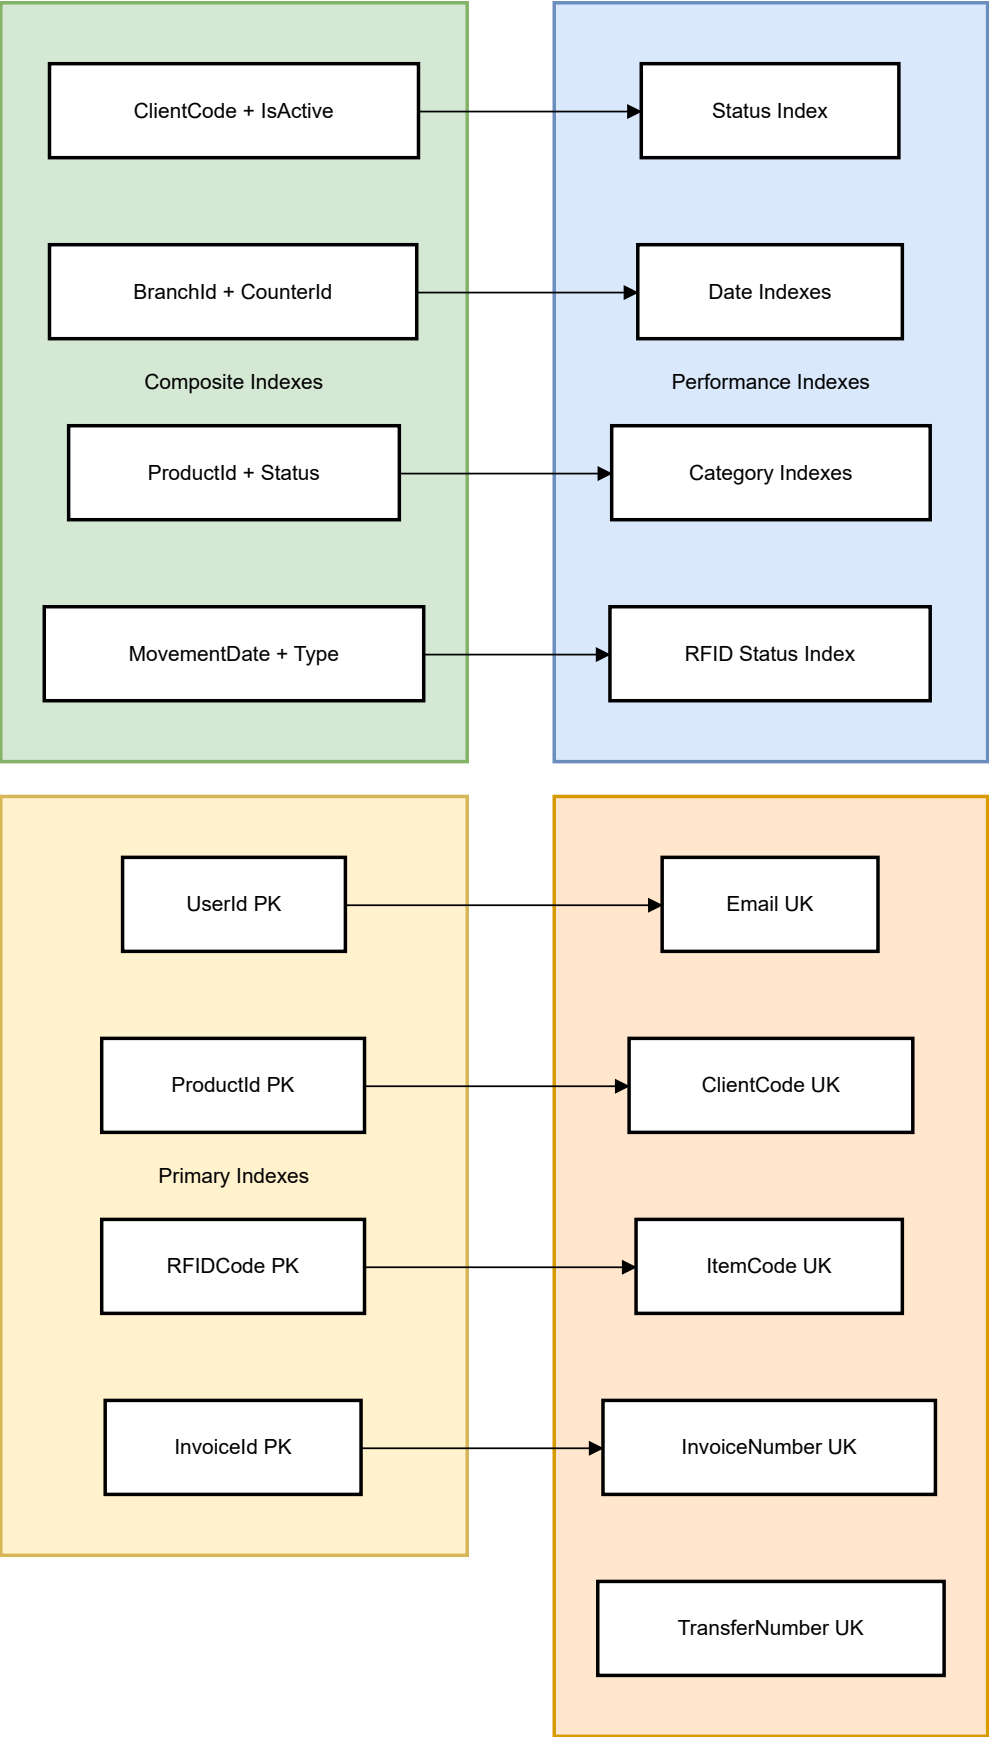 ClientCode + IsActive
Status Index
BranchId + CounterId
Date Indexes
Composite Indexes
Performance Indexes
ProductId + Status
Category Indexes
MovementDate + Type
RFID Status Index
UserId PK
Email UK
ProductId PK
ClientCode UK
Primary Indexes
RFIDCode PK
ItemCode UK
InvoiceId PK
InvoiceNumber UK
TransferNumber UK